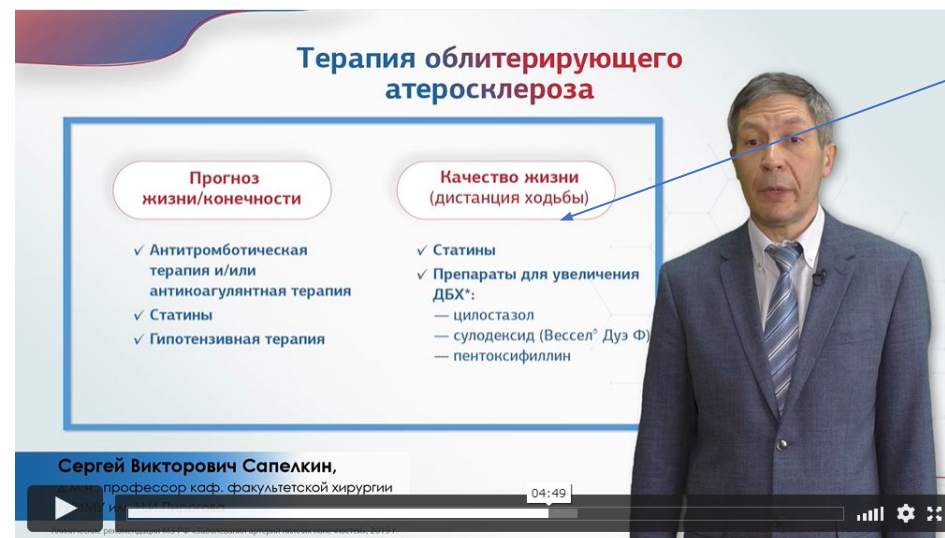 Терапия облитерирующего
атеросклероза
Прогноз
жизни/конечности
✓ Антитромботическая
терапия и/или
антикоагулянтная терапия
✓ Статины
✓ Гипотензивная терапия
Качество жизни
(дистанция ходьбы)
✓ Статины
✓ Препараты для увеличения
ДБХ*:
— цилостазол
— сулодексид (Вессел® Дуэ Ф)
— пентоксифиллин
Сергей Викторович Сапелкин,
профессор каф. факультетской хирургии
04:49